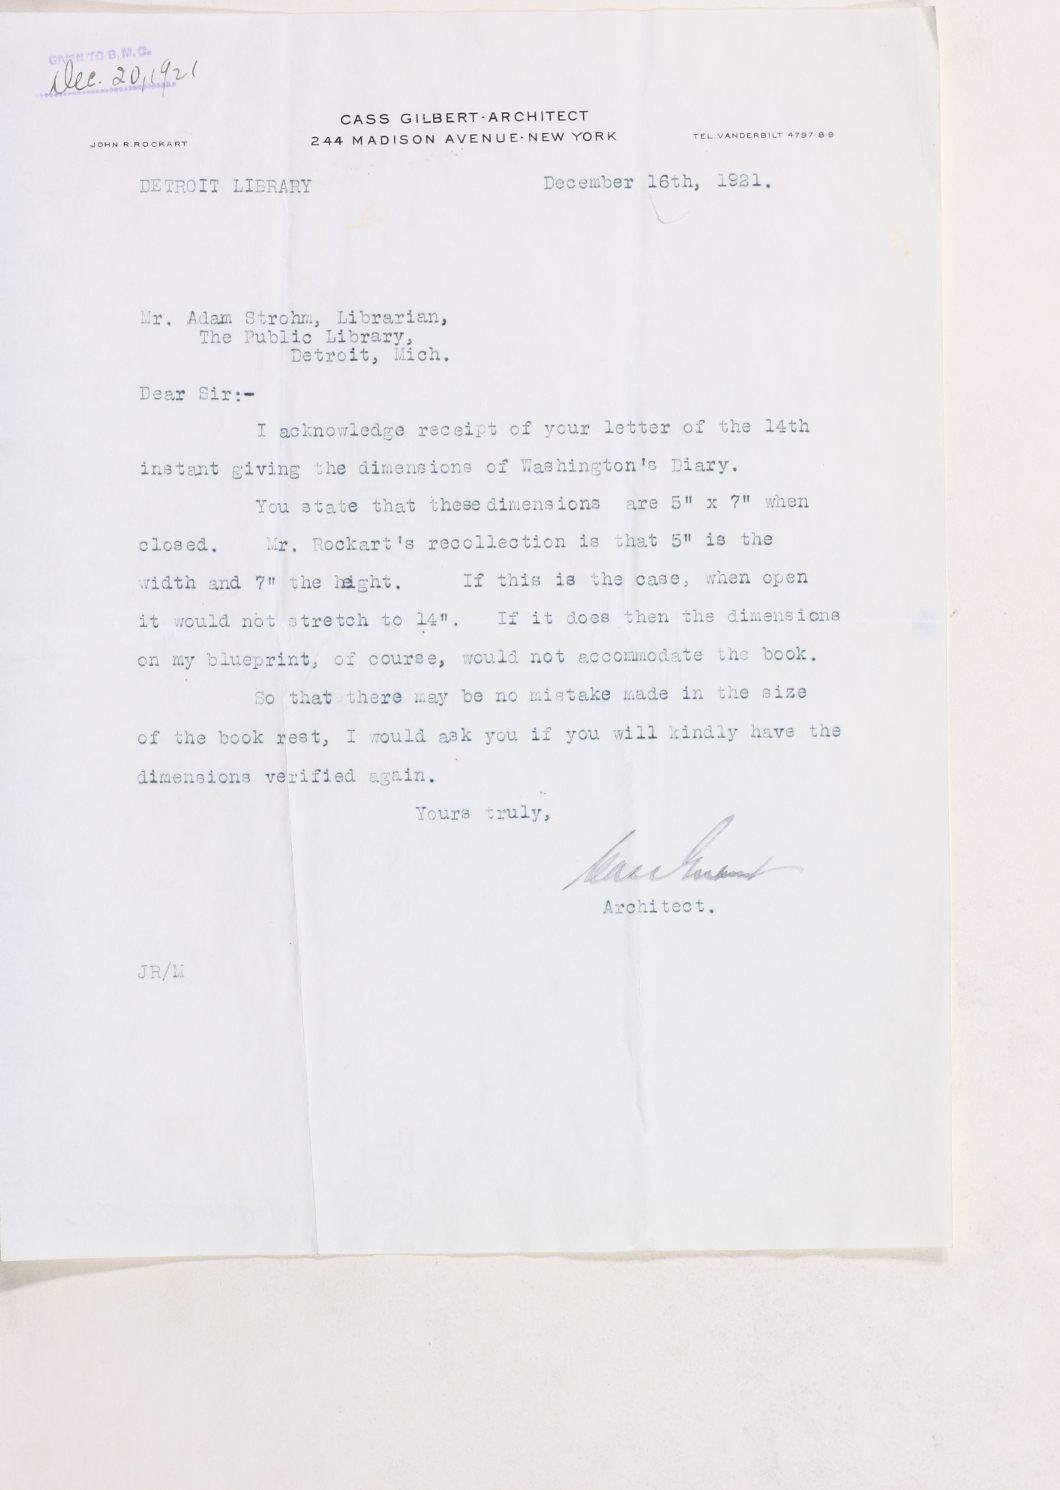 GIVEN TO B.M.C.
Dec. 20, 1921
CASS GILBERT·ARCHITECT
244 MADISON AVENUE·NEW YORK
JOHN R. ROCKART
TEL. VANDERBILT 4797-8-9
DETROIT LIBRARY
December 16th, 1921.
Mr. Adam Strohm, Librarian,
The Public Library,
Detroit, Mich.
Dear Sir:-
I acknowledge receipt of your letter of the 14th
instant giving the dimensions of Washington's Diary.
You state that these dimensions are 5" x 7" when
closed. Mr. Rockart's recollection is that 5" is the
width and 7" the height. If this is the case, when open
it would not stretch to 14". If it does then the dimensions
on my blueprint, of course, would not accommodate the book.
So that there may be no mistake made in the size
of the book rest, I would ask you if you will kindly have the
dimensions verified again.
Yours truly,
Cass Gilbert
Architect.
JR/M